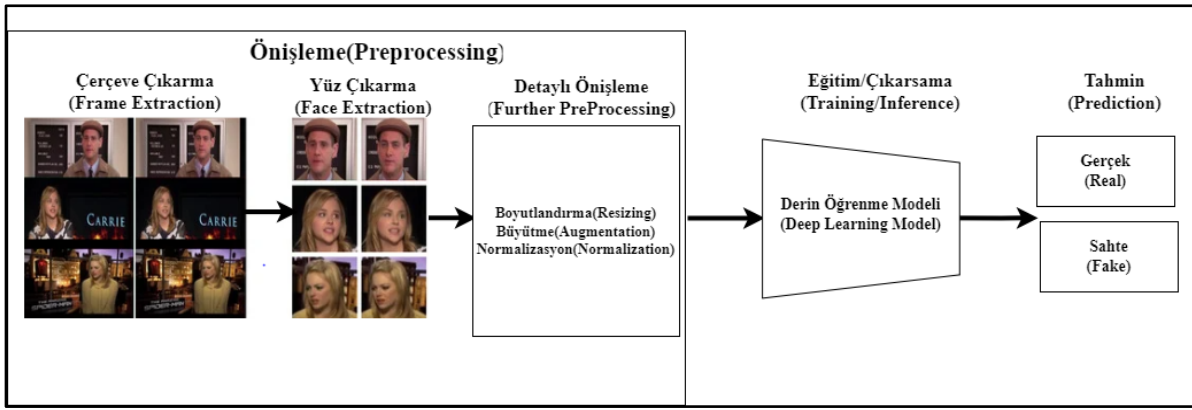 Önişleme(Preprocessing)
Çerçeve Çıkarma
(Frame Extraction)
Yüz Çıkarma
(Face Extraction)
Detaylı Önişleme
(Further PreProcessing)
CARRIE
CARRIE
SPIDER-MAN
SPIDER-MAN
Boyutlandırma(Resizing)
Büyütme(Augmentation)
Normalizasyon(Normalization)
Eğitim/Çıkarsama
(Training/Inference)
Derin Öğrenme Modeli
(Deep Learning Model)
Tahmin
(Prediction)
Gerçek
(Real)
Sahte
(Fake)